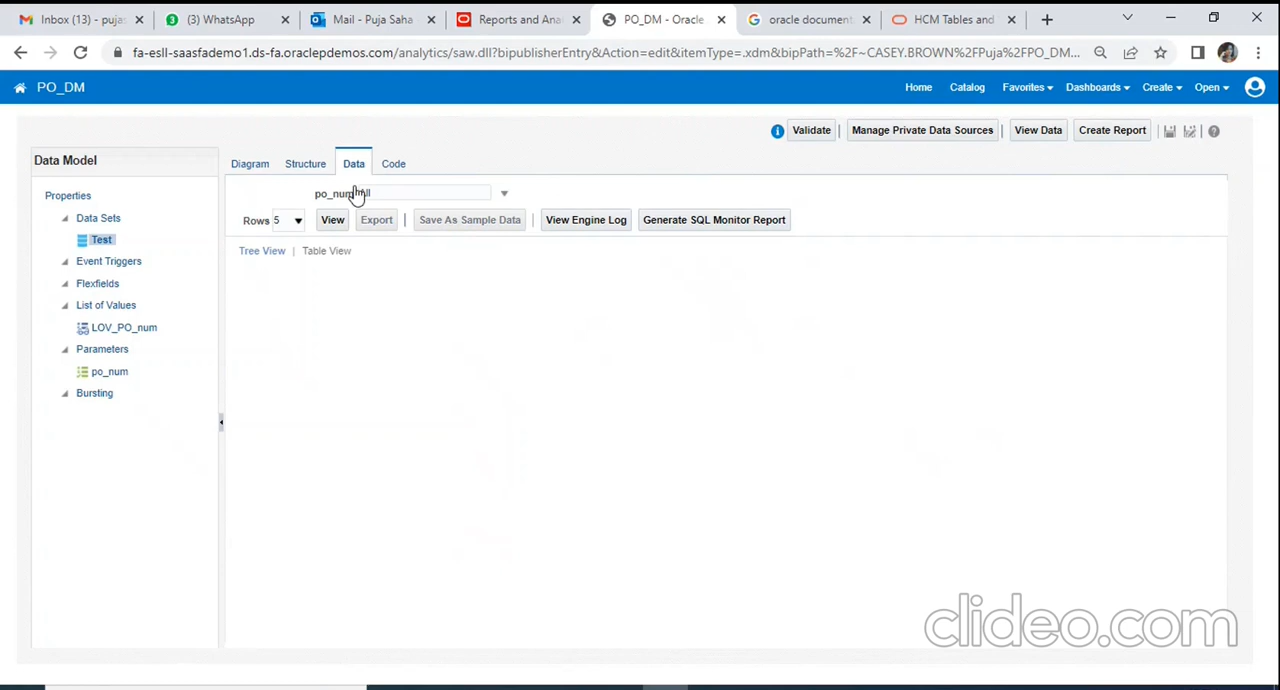 Inbox (13) - pujas
(3) WhatsApp
Mail - Puja Saha
Reports and Anal
PO_DM - Oracle
oracle document
HCM Tables and
fa-esll-saasfademo1.ds-fa.oraclepdemos.com/analytics/saw.dll?bipublisherEntry&Action=edit&itemType=.xdm&bipPath=%2F~CASEY.BROWN%2FPuja%2FPO_DM...
PO_DM
Home
Catalog
Favorites
Dashboards
Create
Open
Validate
Manage Private Data Sources
View Data
Create Report
Data Model
Diagram
Structure
Data
Code
Properties
po_num
Data Sets
Rows 5
View
Export
Save As Sample Data
View Engine Log
Generate SQL Monitor Report
Test
Tree View | Table View
Event Triggers
Flexfields
List of Values
LOV_PO_num
Parameters
po_num
Bursting
clideo.com